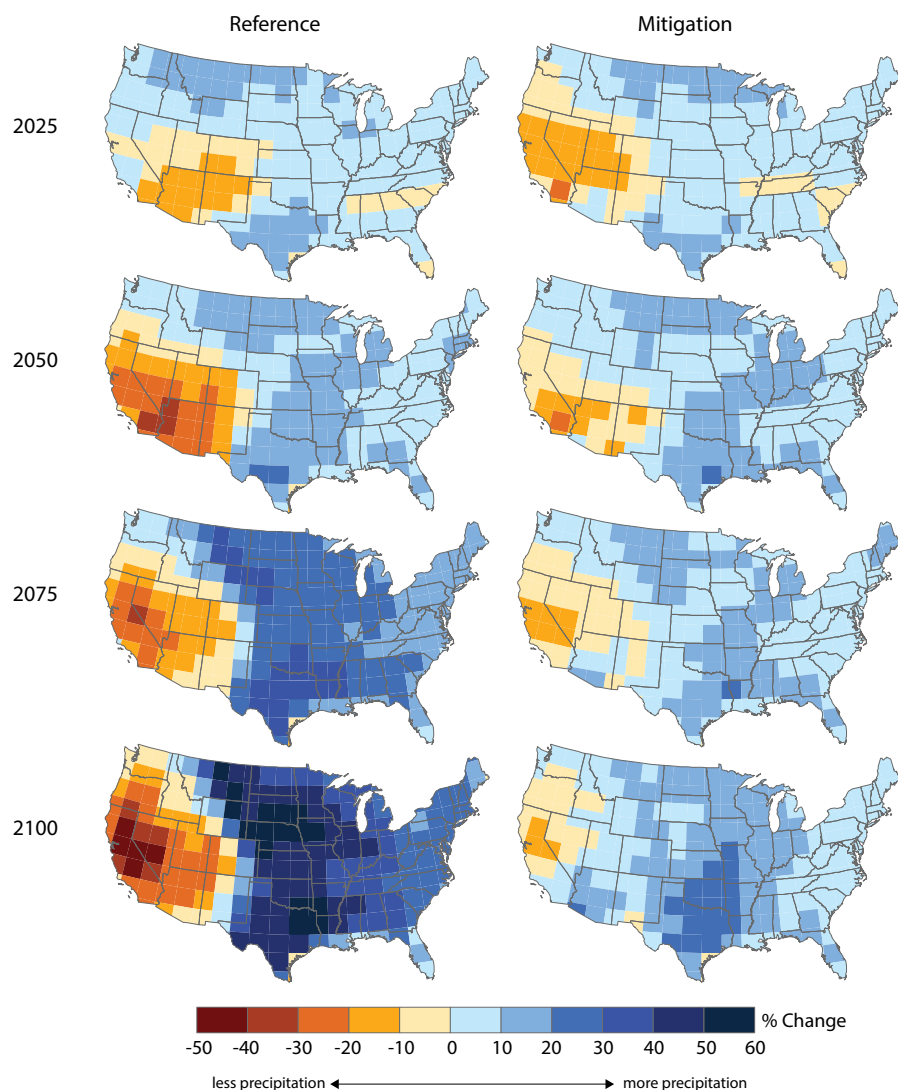 Reference Mitigation
2025
2050
2075
2100
% Change
-50 -40 -30 -20 -10 0 10 20 30 40 50 60
less precipitation more precipitation